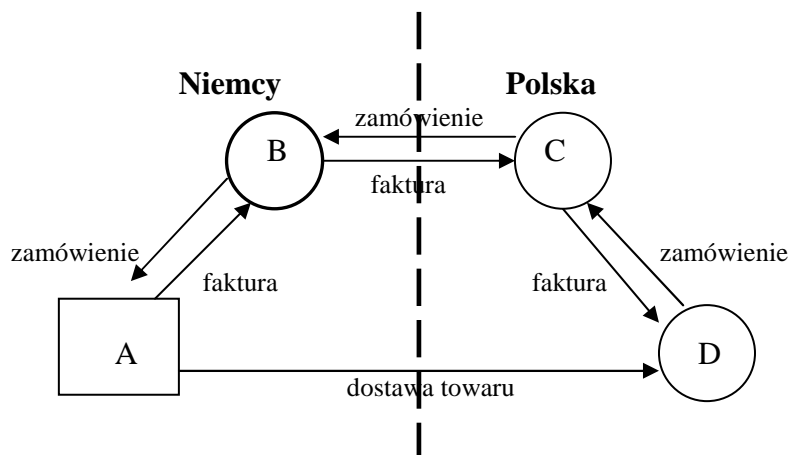 Niemcy
Polska
zamówienie
B
C
faktura
zamówienie
zamówienie
faktura
faktura
A
D
dostawa towaru